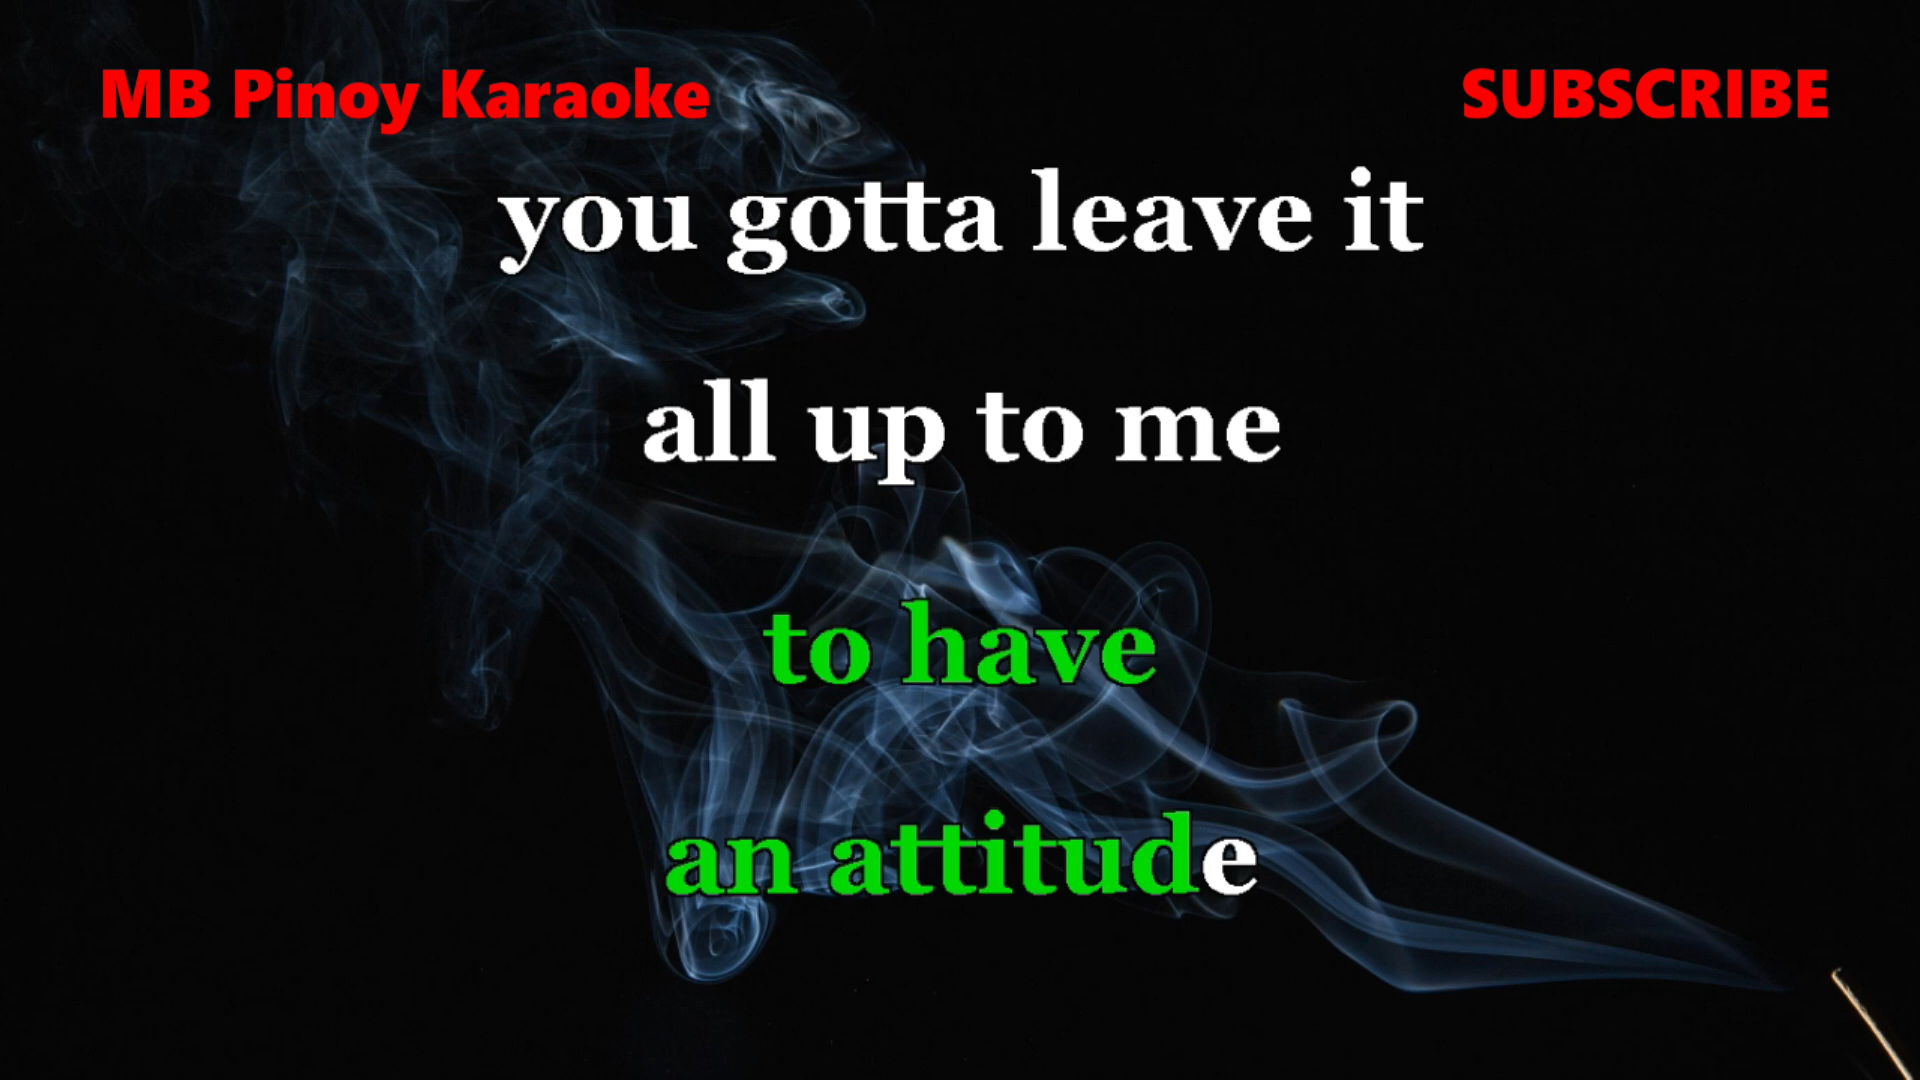 MB Pinoy Karaoke
SUBSCRIBE
you gotta leave it
all up to me
to have
an attitude